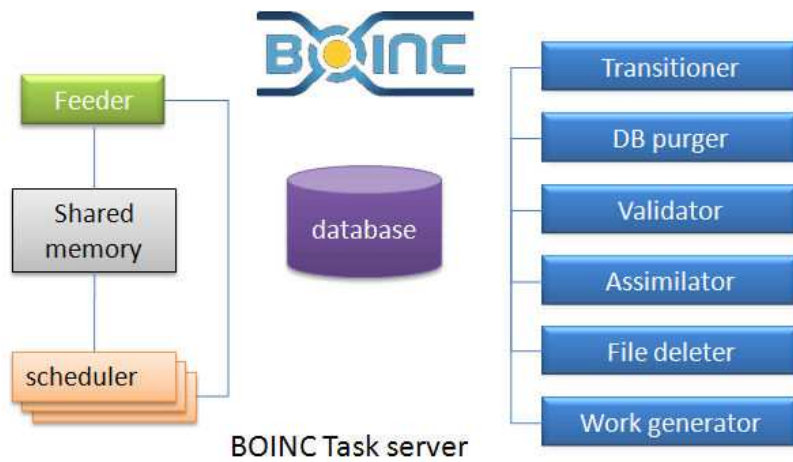 BOINC
Feeder
Shared
memory
scheduler
database
Transitioner
DB purger
Validator
Assimilator
File deleter
Work generator
BOINC Task server